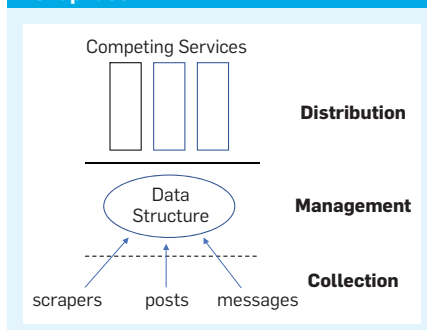 Competing Services
Distribution
Data
Structure
Management
Collection
scrapers posts messages